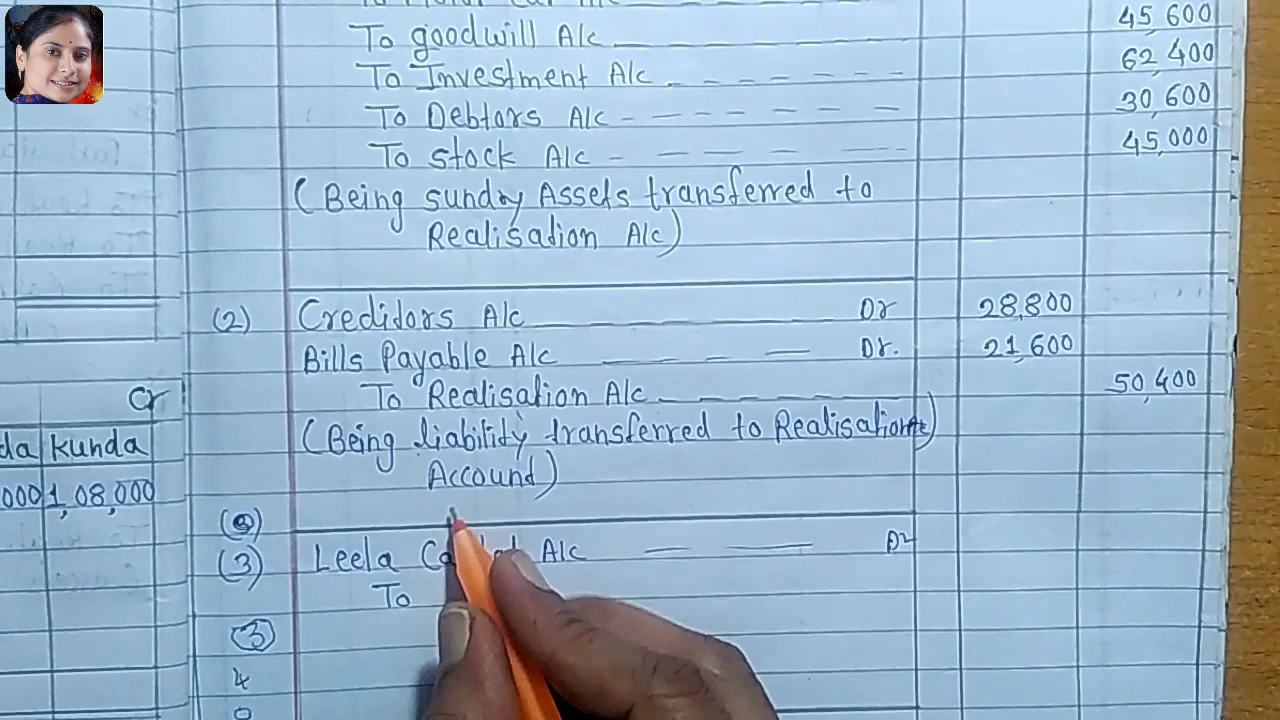 45,600
To goodwill A/c
62,400
To Investment A/c
30,600
To Debtors A/c
45,000
To stock A/c
(Being sundry Assets transferred to
Realisation A/c)
(2) Creditors A/c Dr 28,800
Bills Payable A/c Dr. 21,600
To Realisation A/c 50,400
(Being liability transferred to Realisation
Account)
(3) Leela A/c Dr
To
(3)
4
Cr
da kunda
000 1,08,000